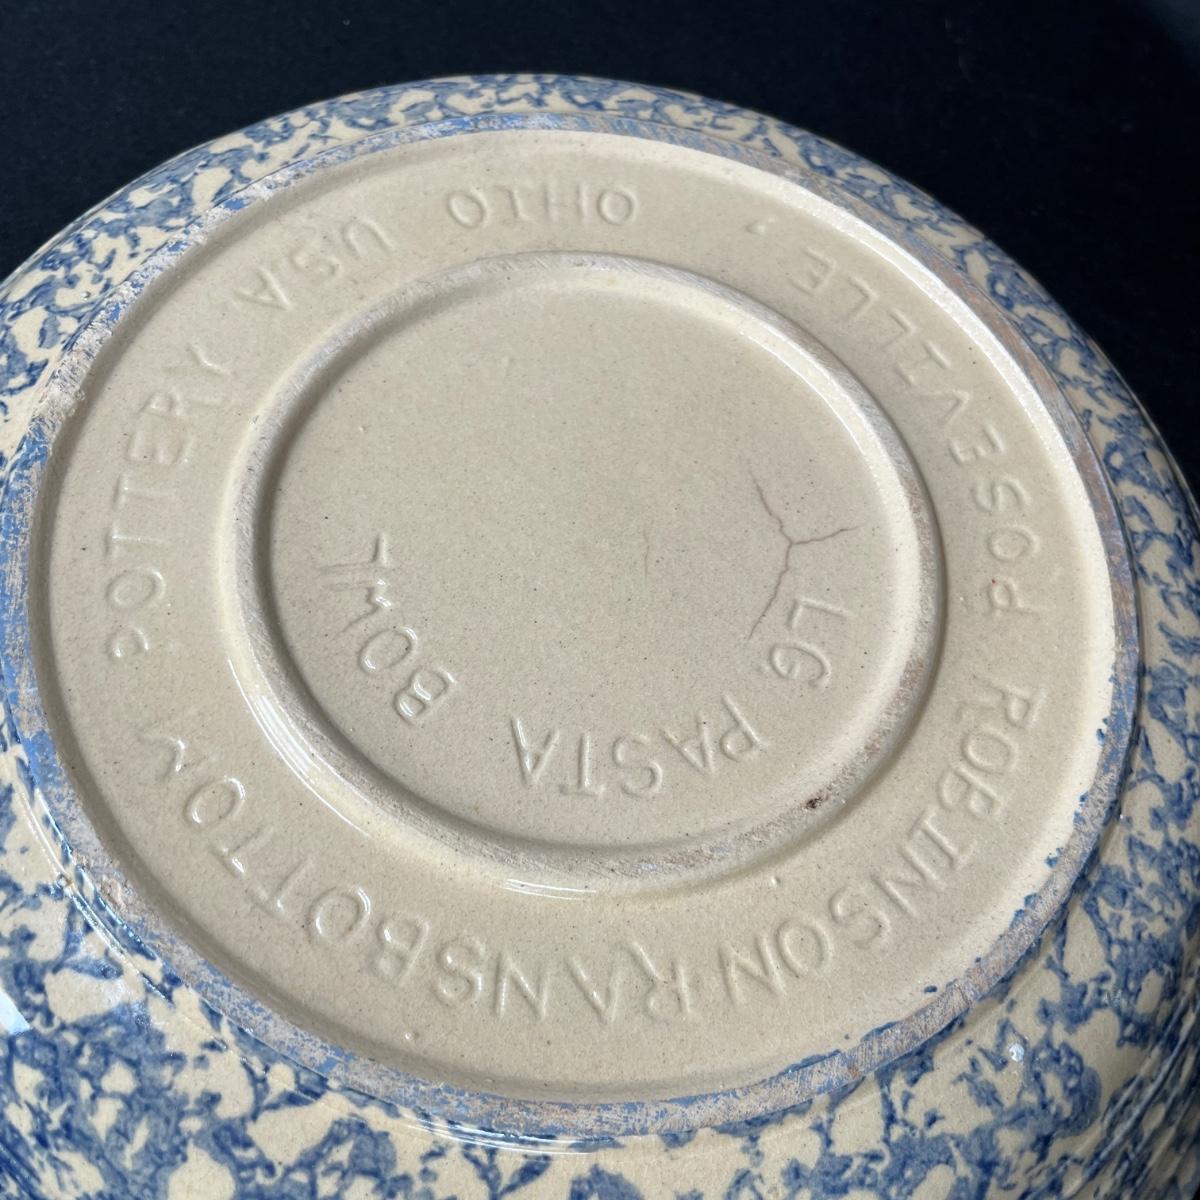 ROBINSON RANSBOTTOM POTTERY USA
ROSEVILLE, OHIO
LG PASTA BOWL